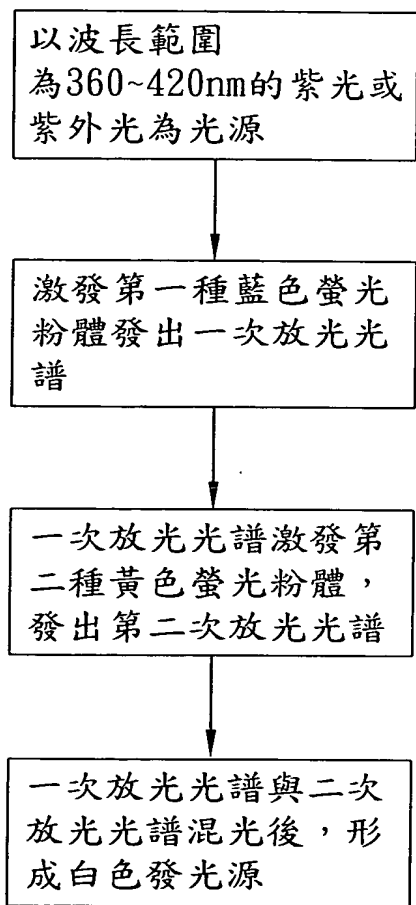 以波長範圍
為360~420nm的紫光或
紫外光為光源
激發第一種藍色螢光
粉體發出一次放光光
譜
一次放光光譜激發第
二種黃色螢光粉體，
發出第二次放光光譜
一次放光光譜與二次
放光光譜混光後，形
成白色發光源